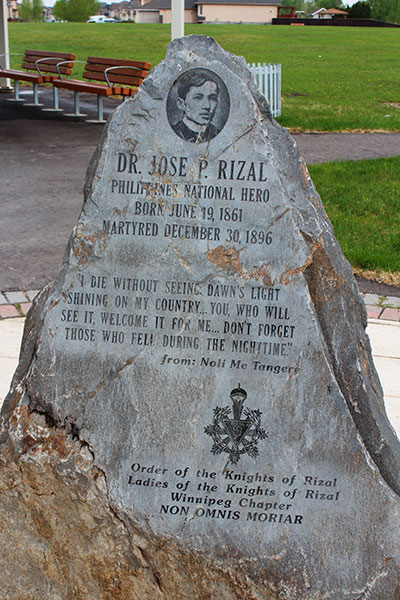 DR. JOSE P. RIZAL
PHILIPPINES NATIONAL HERO
BORN JUNE 19, 1861
MARTYRED DECEMBER 30, 1896
"I DIE WITHOUT SEEING DAWN'S LIGHT
SHINING ON MY COUNTRY... YOU, WHO WILL
SEE IT, WELCOME IT FOR ME... DON'T FORGET
THOSE WHO FELL DURING THE NIGHTTIME."
from: Noli Me Tangere
Order of the Knights of Rizal
Ladies of the Knights of Rizal
Winnipeg Chapter
NON OMNIS MORIAR